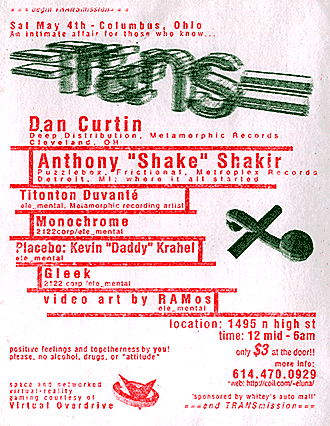 = = = begin TRANSmission = = =
Sat May 4th - Columbus, Ohio
An intimate affair for those who know...
Trans
Dan Curtin
Deep Distribution, Metamorphic Records
Cleveland, OH
Anthony "Shake" Shakir
Puzzlebox, Frictional, Metroplex Records
Detroit, MI: where it all started
Titonton Duvanté
ele_mental, Metamorphic recording artist
Monochrome
2122corp/ele_mental
Placebo: Kevin "Daddy" Krahel
ele_mental
Gleek
2122 corp /ele_mental
video art by RAMos
ele_mental
location: 1495 n high st
time: 12 mid - 6am
only $3 at the door!!
more info:
614.470.0929
*web: http://coil.com/~eluna/
positive feelings and togetherness by you!
please, no alcohol, drugs, or "attitude"
space and networked
virtual-reality
gaming courtesy of
Virtual Overdrive
*sponsored by whitey's auto mall*
===end TRANSmission===